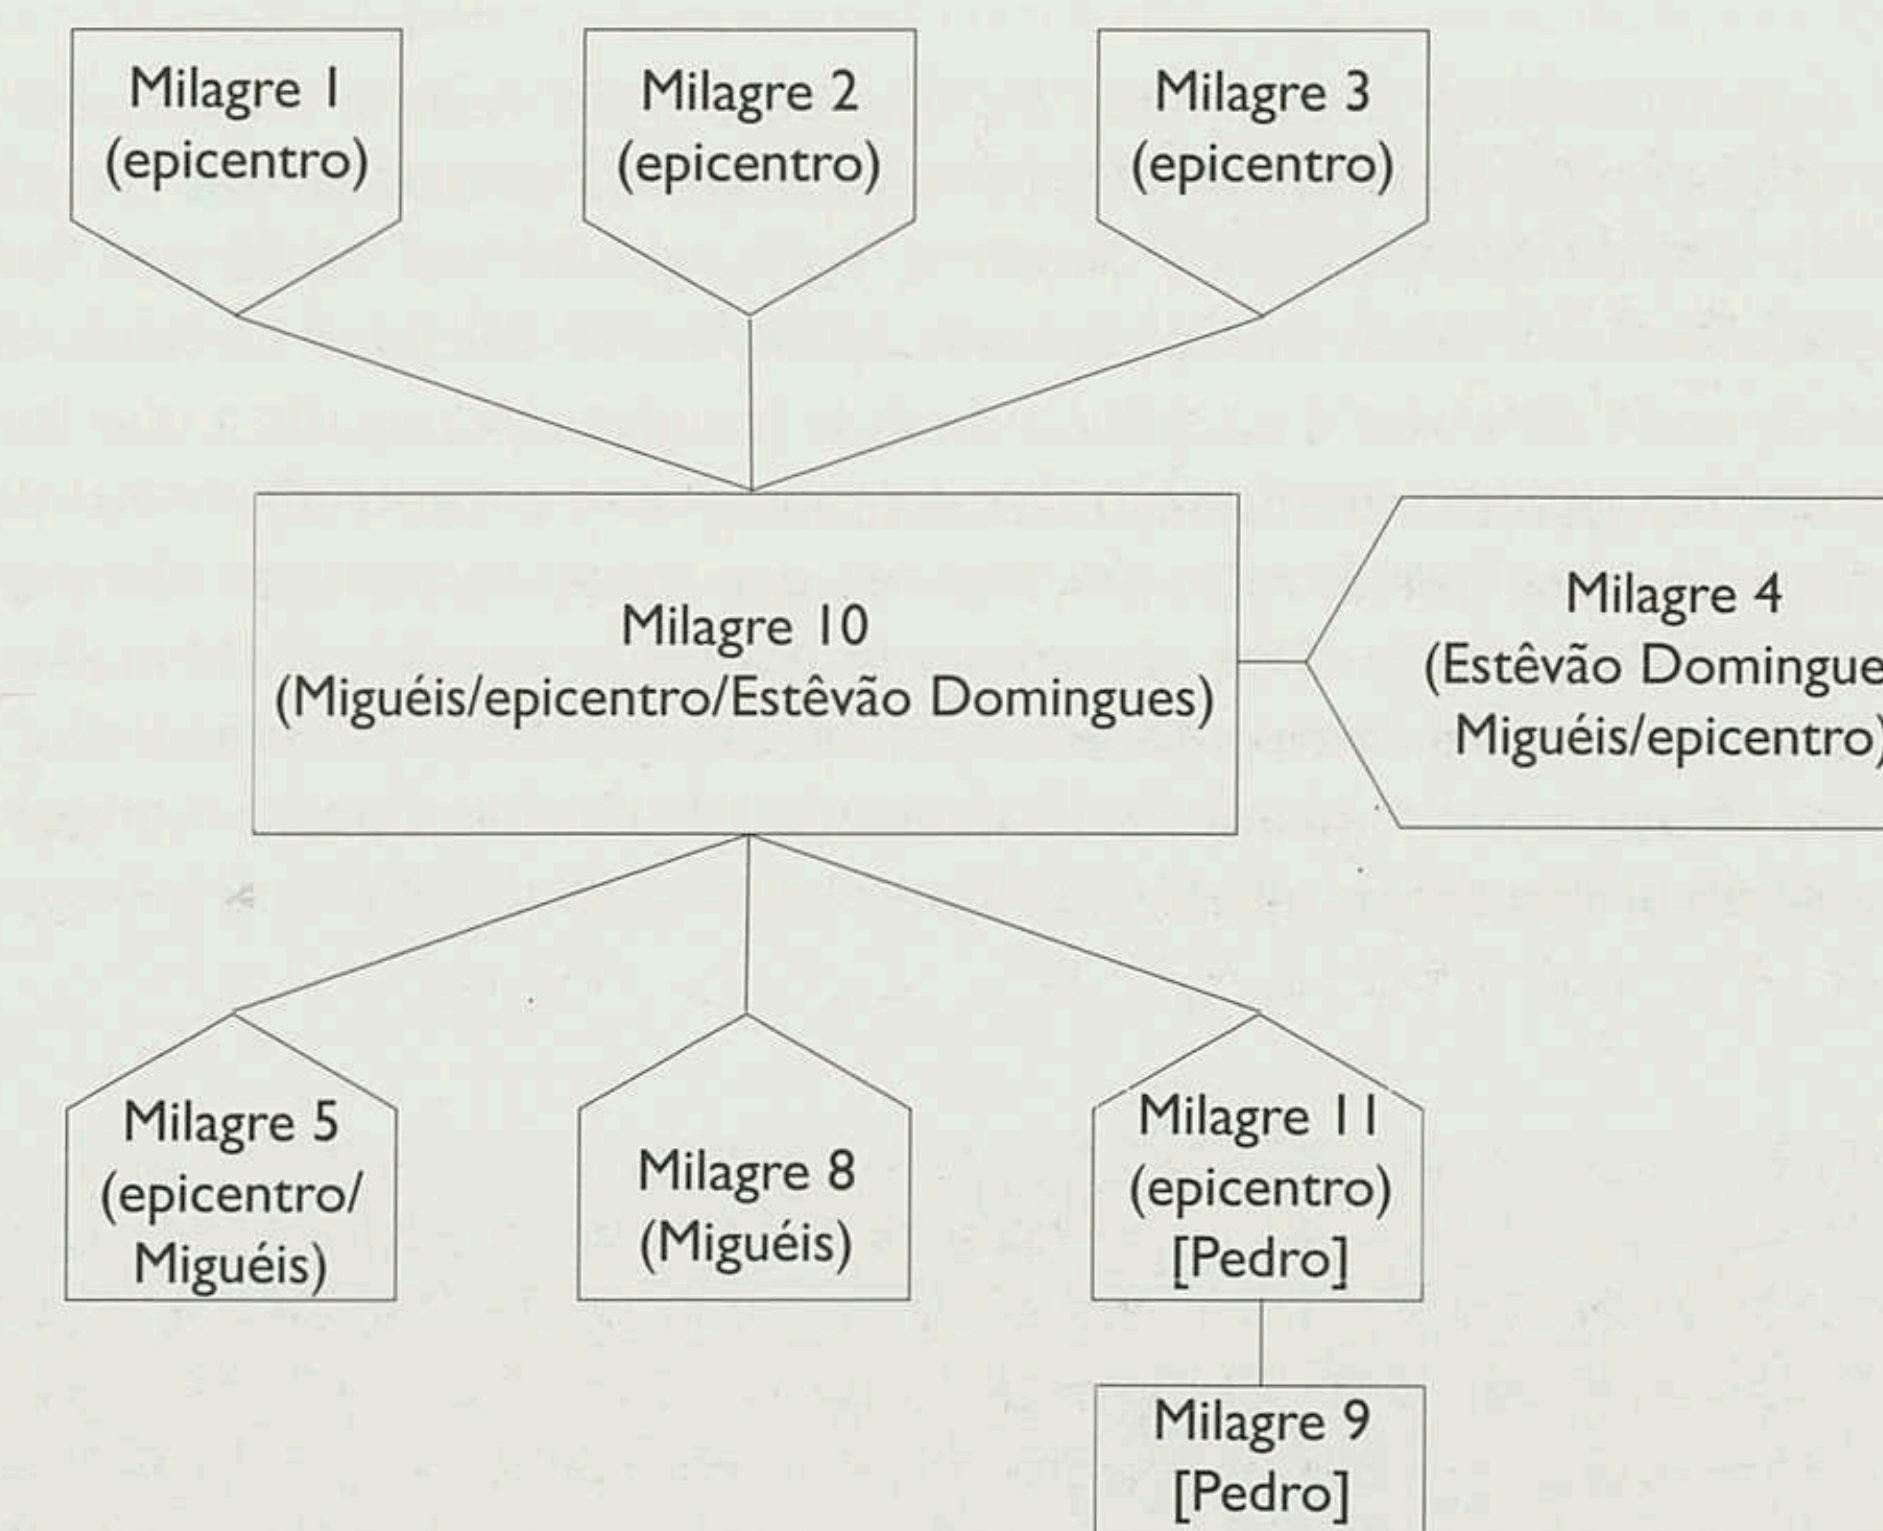 Milagre 1
(epicentro)
Milagre 2
(epicentro)
Milagre 3
(epicentro)
Milagre 10
(Miguéis/epicentro/Estêvão Domingues)
Milagre 4
(Estêvão
Miguéis/epicentro)
Milagre 5
(epicentro/
Miguéis)
Milagre 8
(Miguéis)
Milagre 11
(epicentro)
[Pedro]
Milagre 9
[Pedro]